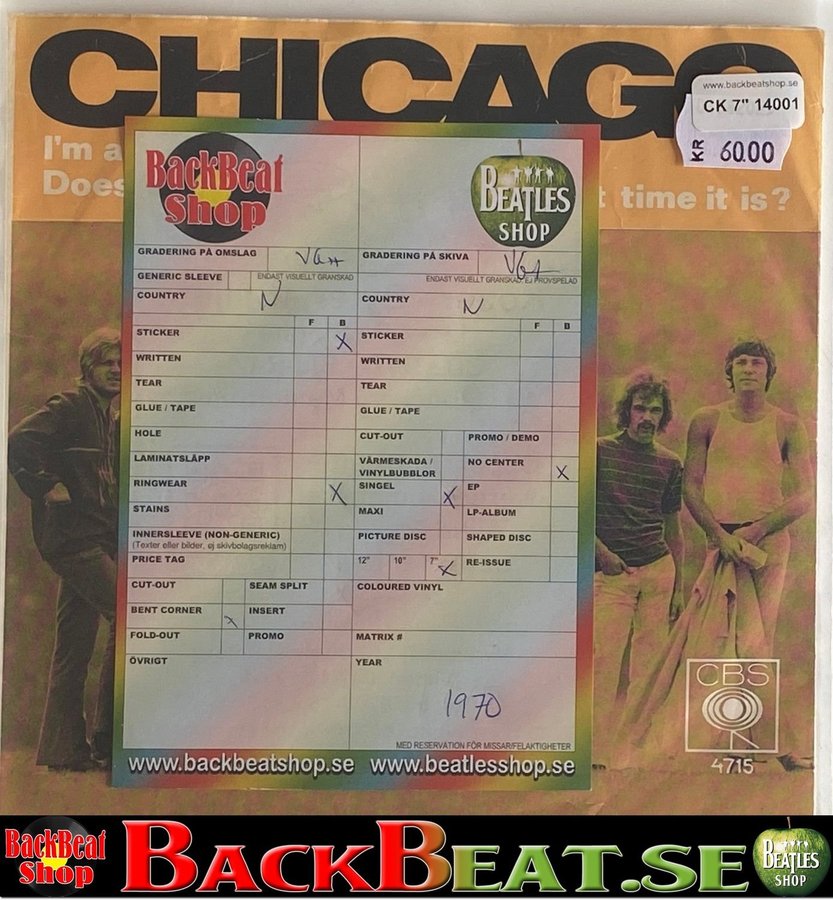 CHICAGO
www.backbeatshop.se
CK 7" 14001
KR 60.00
I'm a
Does
t time it is?
BackBeat
Shop
BEATLES
SHOP
GRADERING PÅ OMSLAG
VG++
GENERIC SLEEVE
ENDAST VISUELLT GRANSKAD
COUNTRY N
F B
STICKER X
WRITTEN
TEAR
GLUE / TAPE
HOLE
LAMINATSLÄPP
RINGWEAR X
STAINS
INNERSLEEVE (NON-GENERIC)
(Texter eller bilder, ej skivbolagsreklam)
PRICE TAG
CUT-OUT SEAM SPLIT
BENT CORNER X INSERT
FOLD-OUT PROMO
ÖVRIGT
GRADERING PÅ SKIVA
VG+
ENDAST VISUELLT GRANSKAD, EJ PROVSPELAD
COUNTRY N
F B
STICKER
WRITTEN
TEAR
GLUE / TAPE
CUT-OUT PROMO / DEMO
VÄRMESKADA / NO CENTER X
VINYLBUBBLOR
SINGEL X EP
MAXI LP-ALBUM
PICTURE DISC SHAPED DISC
12" 10" 7" X RE-ISSUE
COLOURED VINYL
MATRIX #
YEAR
1970
MED RESERVATION FÖR MISSAR/FELAKTIGHETER
www.backbeatshop.se www.beatlesshop.se
CBS
4715
BackBeat
Shop
BACKBEAT.SE
BEATLES
SHOP